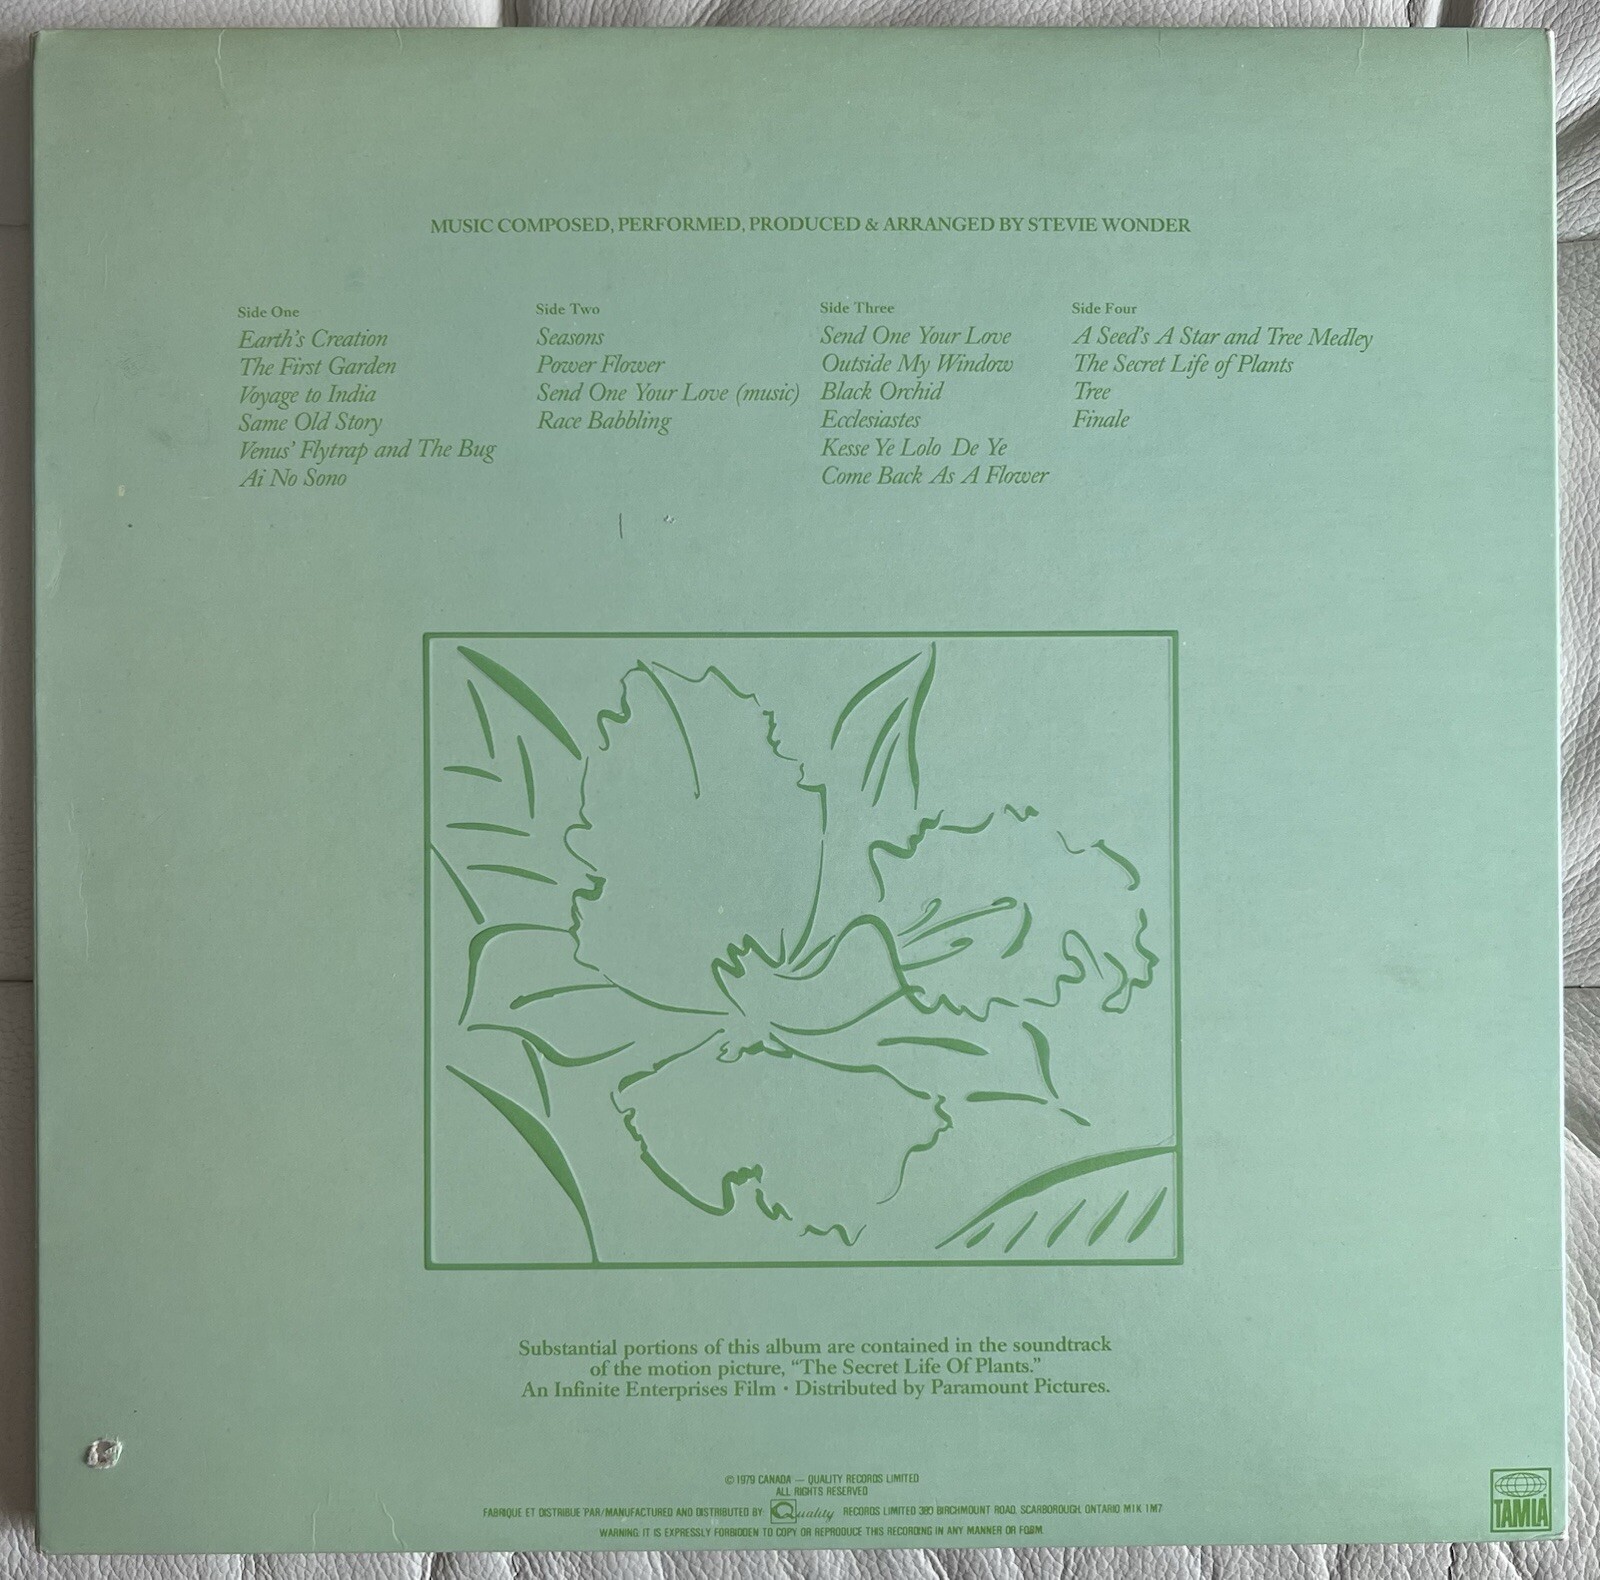 MUSIC COMPOSED, PERFORMED, PRODUCED & ARRANGED BY STEVIE WONDER
Side One
Earth's Creation
The First Garden
Voyage to India
Same Old Story
Venus' Flytrap and The Bug
Ai No Sono
Side Two
Seasons
Power Flower
Send One Your Love (music)
Race Babbling
Side Three
Send One Your Love
Outside My Window
Black Orchid
Ecclesiastes
Kesse Ye Lolo De Ye
Come Back As A Flower
Side Four
A Seed's A Star and Tree Medley
The Secret Life of Plants
Tree
Finale
Substantial portions of this album are contained in the soundtrack
of the motion picture, “The Secret Life Of Plants.”
An Infinite Enterprises Film · Distributed by Paramount Pictures.
© 1979 CANADA — QUALITY RECORDS LIMITED
ALL RIGHTS RESERVED
FABRIQUE ET DISTRIBUE PAR/MANUFACTURED AND DISTRIBUTED BY: Quality RECORDS LIMITED 380 BIRCHMOUNT ROAD, SCARBOROUGH, ONTARIO M1K 1M7
WARNING: IT IS EXPRESSLY FORBIDDEN TO COPY OR REPRODUCE THIS RECORDING IN ANY MANNER OR FORM
TAMLA